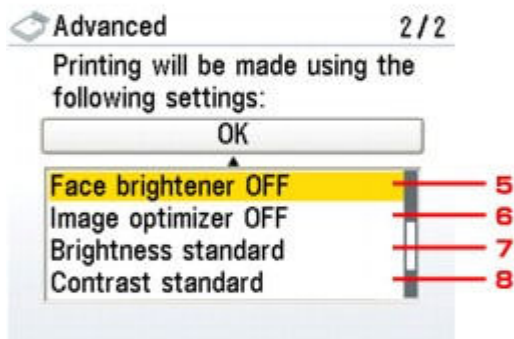 Advanced 2/2
Printing will be made using the
following settings:
OK
Face brightener OFF 5
Image optimizer OFF 6
Brightness standard 7
Contrast standard 8